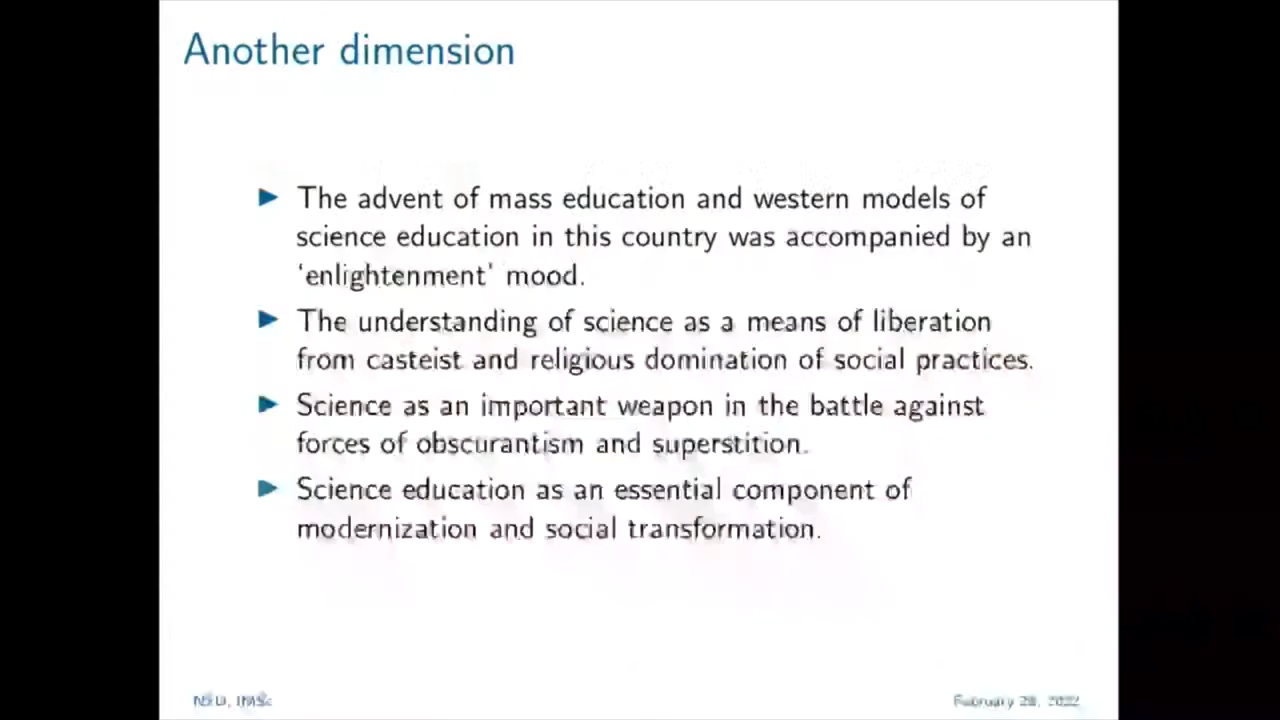 Another dimension
The advent of mass education and western models of
science education in this country was accompanied by an
‘enlightenment’ mood.
The understanding of science as a means of liberation
from casteist and religious domination of social practices.
Science as an important weapon in the battle against
forces of obscurantism and superstition.
Science education as an essential component of
modernization and social transformation.
IMSc
February 28, 2022